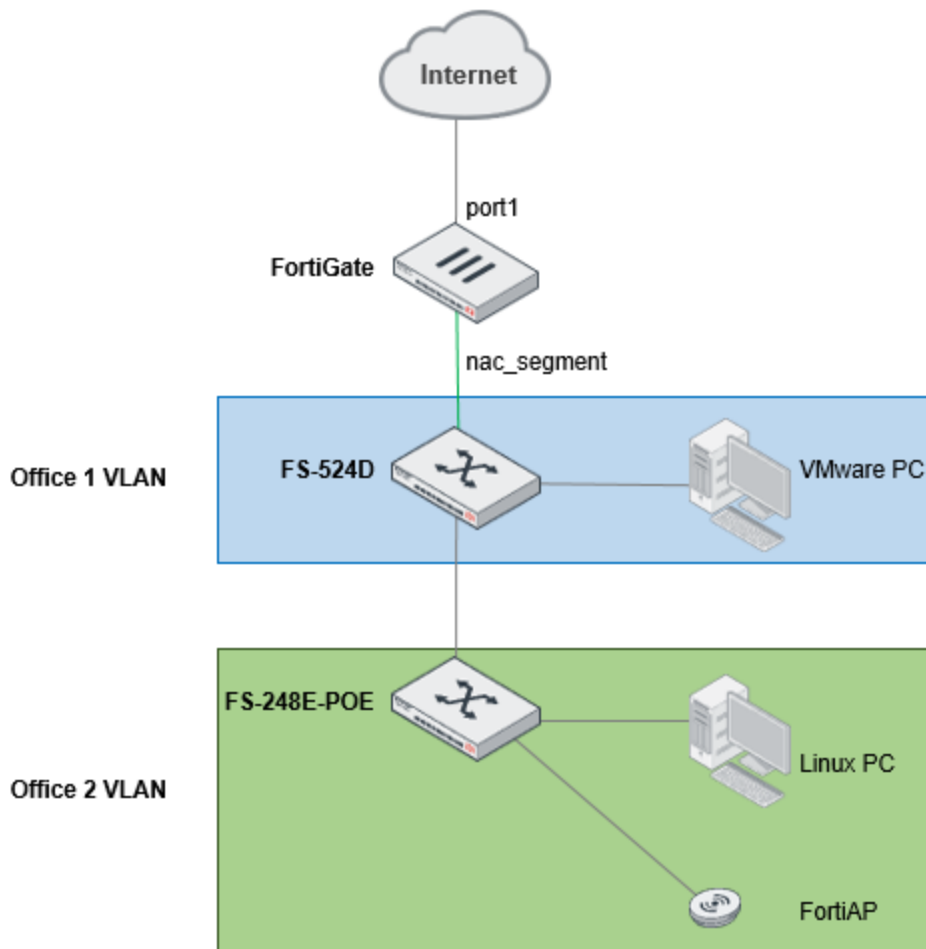 Internet
port1
FortiGate
nac_segment
Office 1 VLAN
FS-524D
VMware PC
FS-248E-POE
Linux PC
Office 2 VLAN
FortiAP